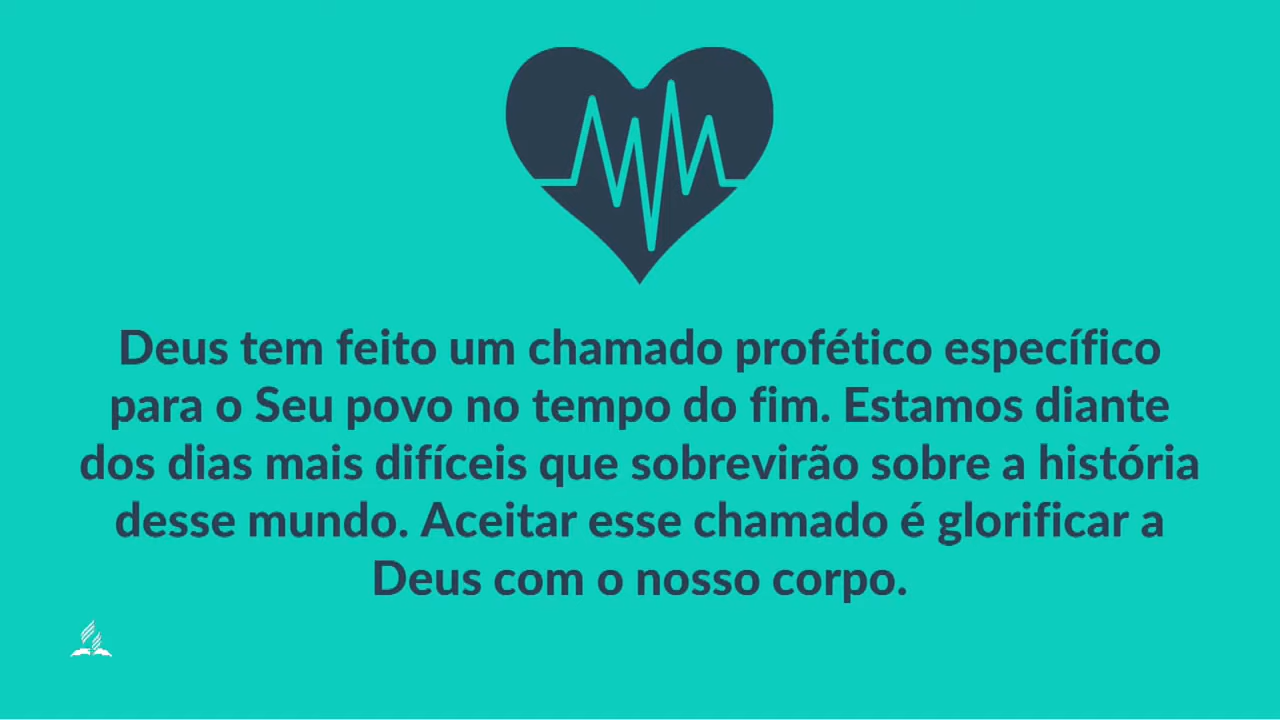 Deus tem feito um chamado profético específico
para o Seu povo no tempo do fim. Estamos diante
dos dias mais difíceis que sobrevirão sobre a história
desse mundo. Aceitar esse chamado é glorificar a
Deus com o nosso corpo.